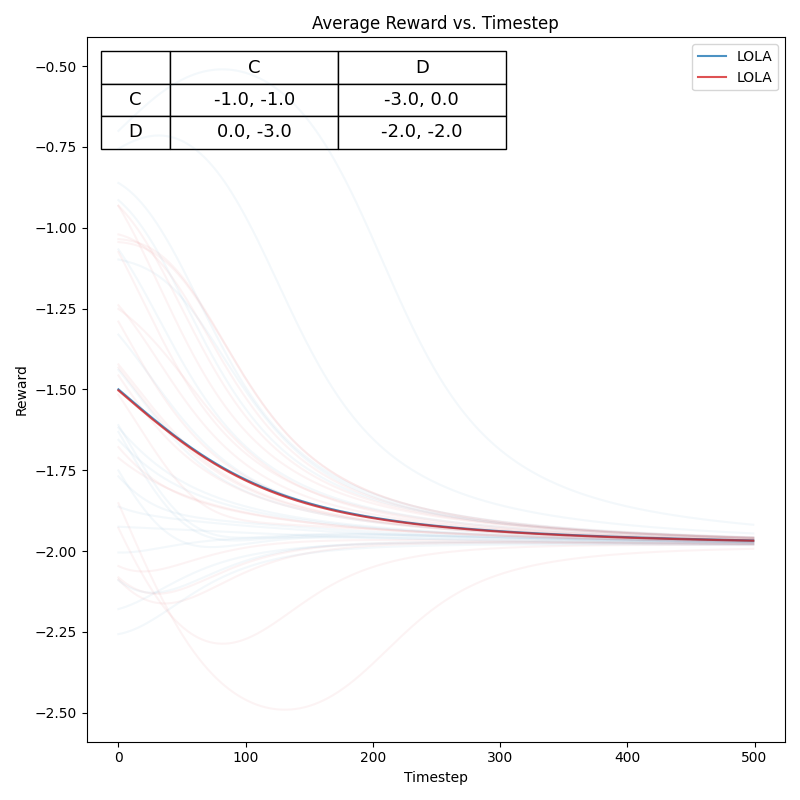 Average Reward vs. Timestep
C D
C -1.0, -1.0 -3.0, 0.0
D 0.0, -3.0 -2.0, -2.0
LOLA
LOLA
−0.50
−0.75
−1.00
−1.25
−1.50
−1.75
−2.00
−2.25
−2.50
Reward
0 100 200 300 400 500
Timestep